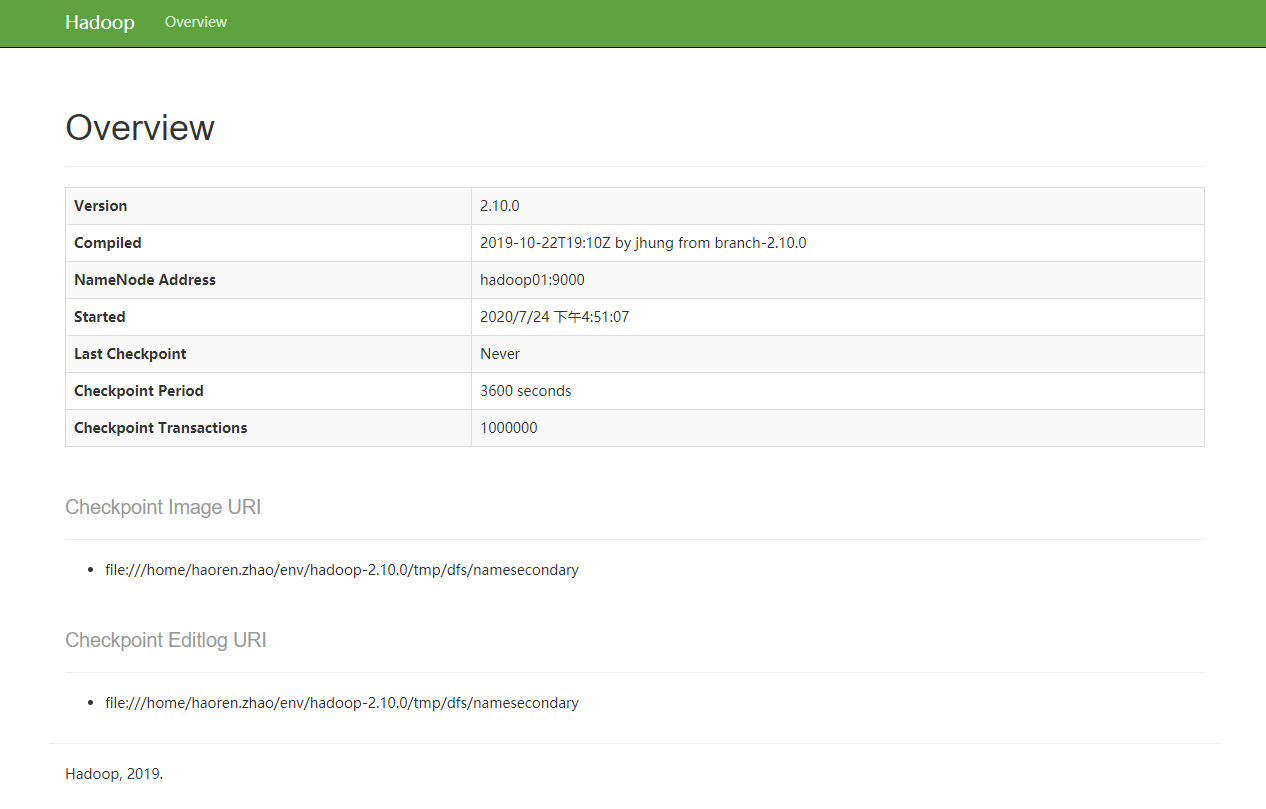 Hadoop Overview
Overview
Version 2.10.0
Compiled 2019-10-22T19:10Z by jhung from branch-2.10.0
NameNode Address hadoop01:9000
Started 2020/7/24 下午4:51:07
Last Checkpoint Never
Checkpoint Period 3600 seconds
Checkpoint Transactions 1000000
Checkpoint Image URI
• file:///home/haoren.zhao/env/hadoop-2.10.0/tmp/dfs/namesecondary
Checkpoint Editlog URI
• file:///home/haoren.zhao/env/hadoop-2.10.0/tmp/dfs/namesecondary
Hadoop, 2019.